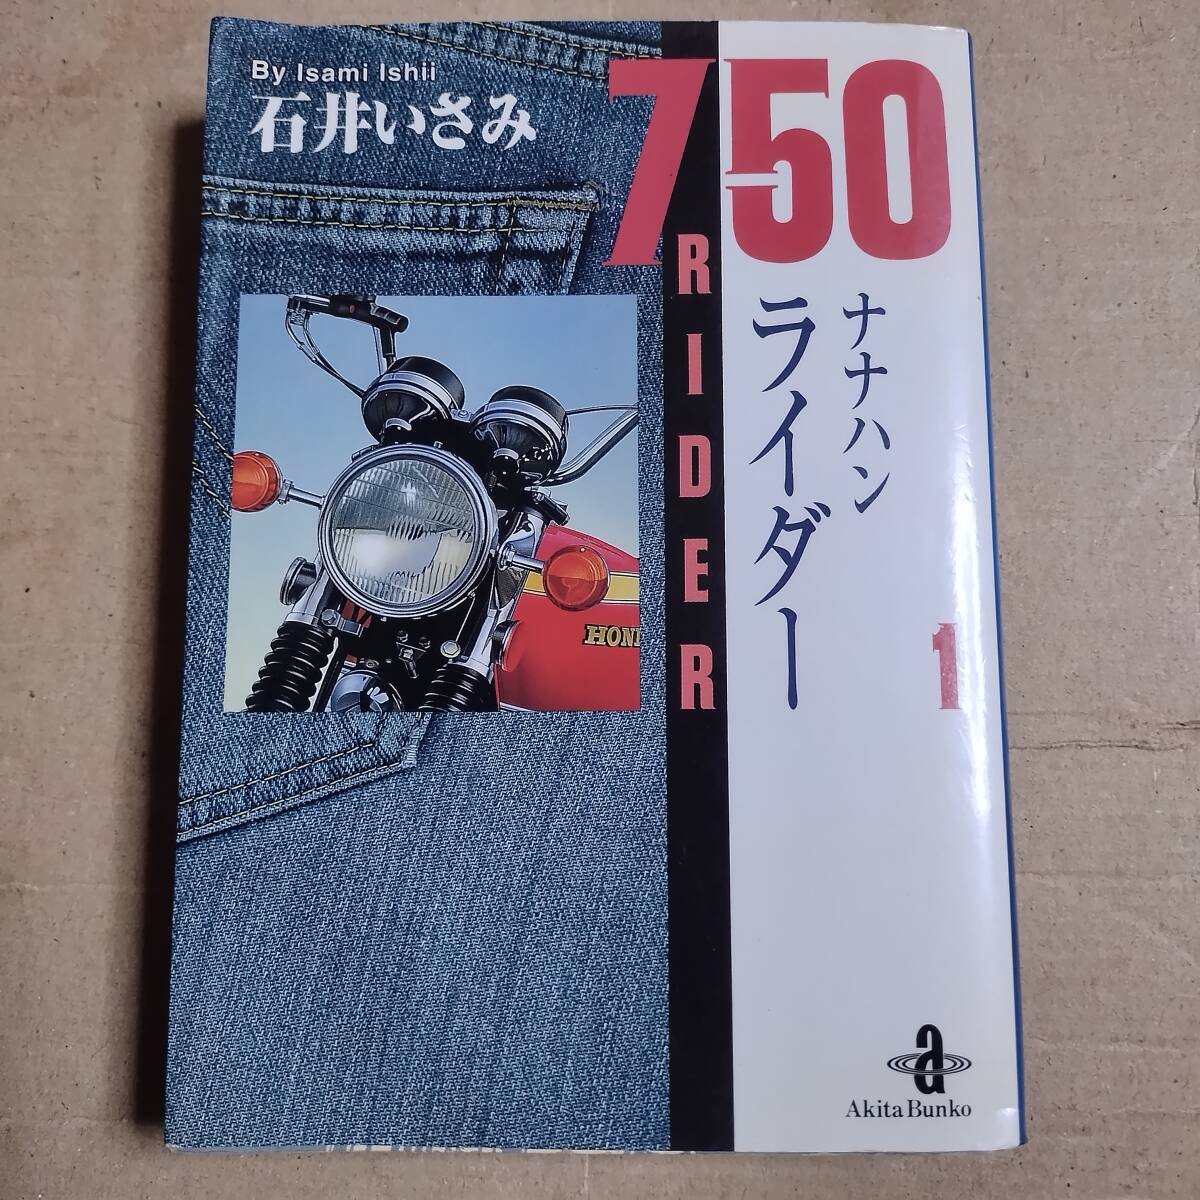 By Isami Ishii
石井いさみ
750
RIDER
ナナハン
ライダー
1
HON
a
Akita Bunko